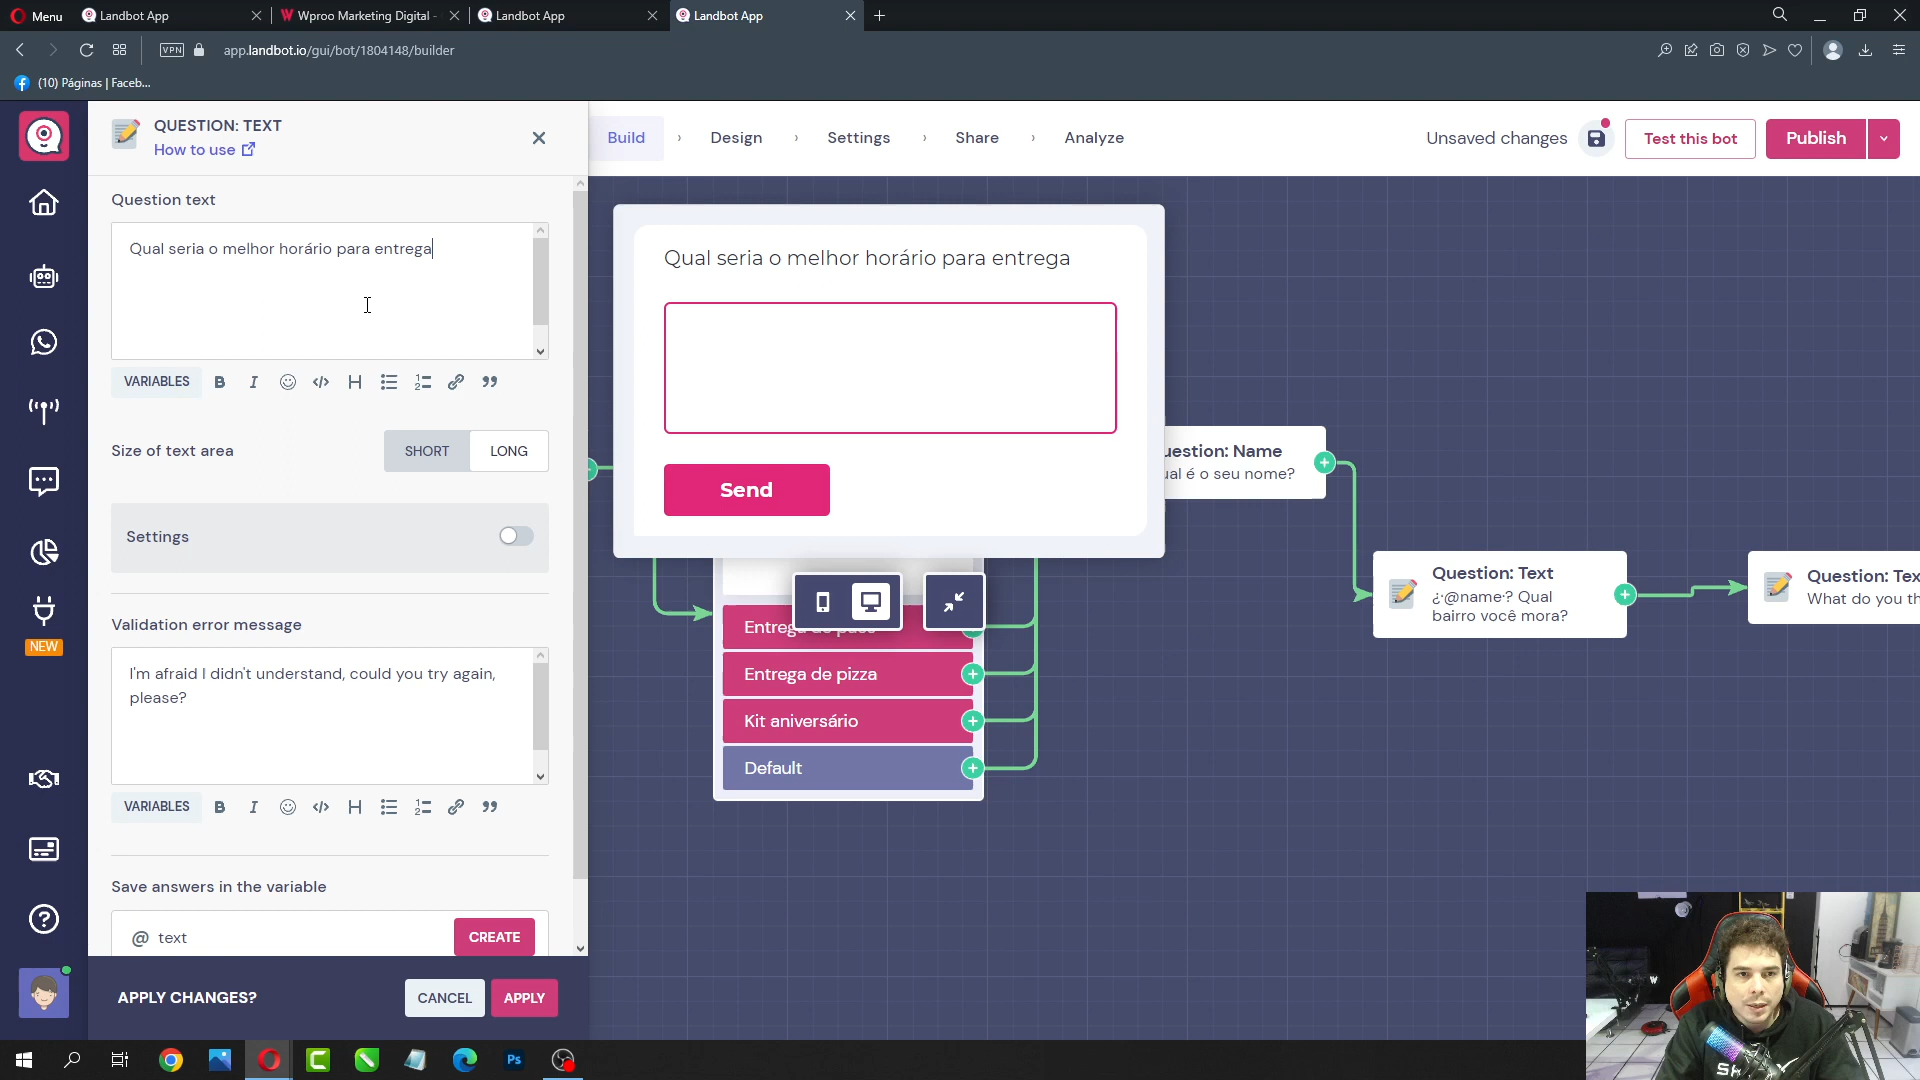 Menu
Landbot App
Wproo Marketing Digital -
Landbot App
Landbot App
VPN
app.landbot.io/gui/bot/1804148/builder
(10) Páginas | Faceb...
QUESTION: TEXT
How to use
Build
Design
Settings
Share
Analyze
Unsaved changes
Test this bot
Publish
Question text
Qual seria o melhor horário para entrega
VARIABLES
Size of text area
SHORT
LONG
Settings
Validation error message
I'm afraid I didn't understand, could you try again,
please?
VARIABLES
Save answers in the variable
@ text
CREATE
APPLY CHANGES?
CANCEL
APPLY
NEW
Qual seria o melhor horário para entrega
Send
uestion: Name
al é o seu nome?
Question: Text
¿·@name·? Qual
bairro você mora?
Question: Tex
What do you th
Entrega de pizza
Kit aniversário
Default
Ps